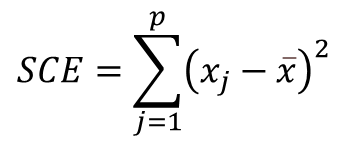 SCE = \sum_{j=1}^{p} (x_j - \bar{x})^2